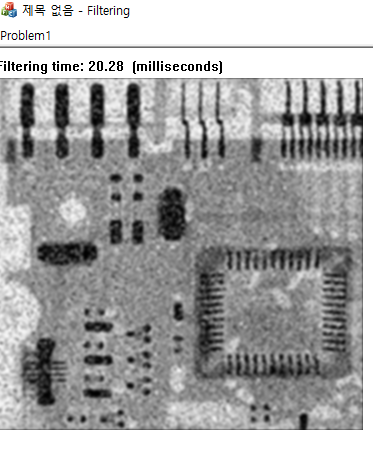 제목 없음 - Filtering
Problem1
Filtering time: 20.28 (milliseconds)